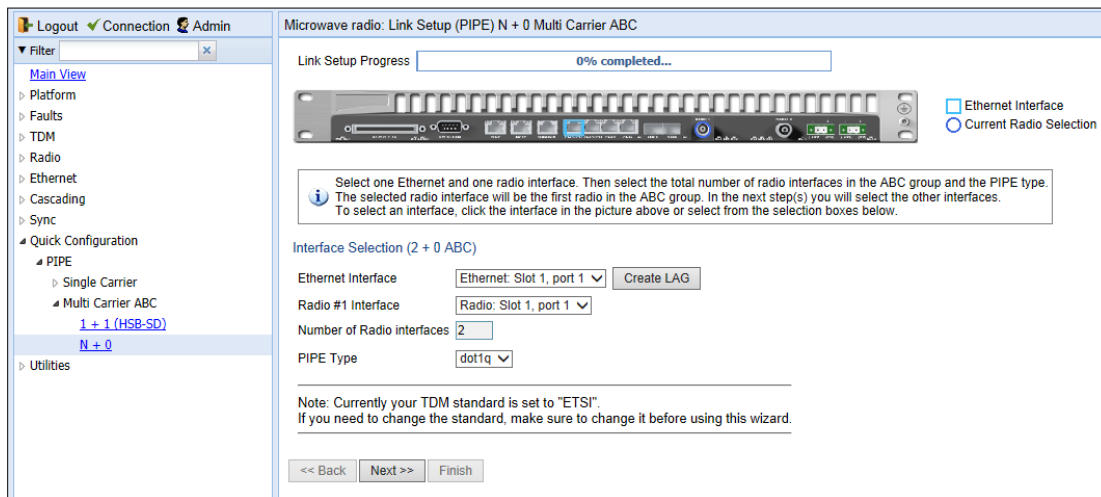 Logout Connection Admin
Filter
Main View
Platform
Faults
TDM
Radio
Ethernet
Cascading
Sync
Quick Configuration
PIPE
Single Carrier
Multi Carrier ABC
1 + 1 (HSB-SD)
N + 0
Utilities
Microwave radio: Link Setup (PIPE) N + 0 Multi Carrier ABC
Link Setup Progress 0% completed...
Ethernet Interface
Current Radio Selection
Select one Ethernet and one radio interface. Then select the total number of radio interfaces in the ABC group and the PIPE type.
The selected radio interface will be the first radio in the ABC group. In the next step(s) you will select the other interfaces.
To select an interface, click the interface in the picture above or select from the selection boxes below.
Interface Selection (2 + 0 ABC)
Ethernet Interface Ethernet: Slot 1, port 1 Create LAG
Radio #1 Interface Radio: Slot 1, port 1
Number of Radio interfaces 2
PIPE Type dot1q
Note: Currently your TDM standard is set to "ETSI".
If you need to change the standard, make sure to change it before using this wizard.
<< Back Next >> Finish